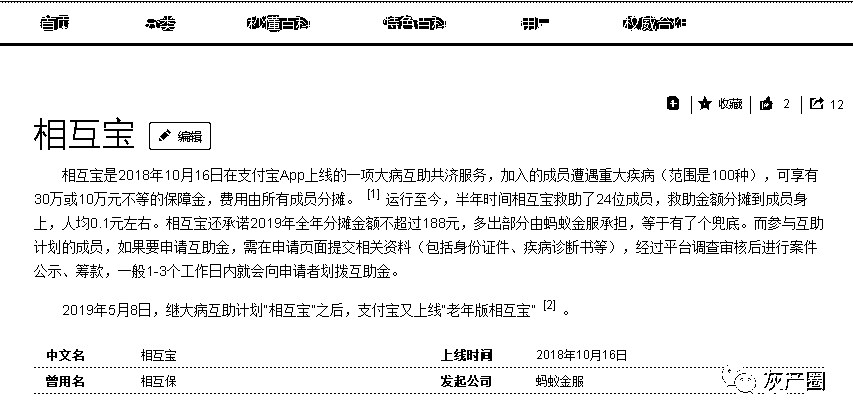 首页 分类 秒懂百科 特色百科 用户 权威合作
收藏 2 12
相互宝 编辑
相互宝是2018年10月16日在支付宝App上线的一项大病互助共济服务，加入的成员遭遇重大疾病（范围是100种），可享有
30万或10万元不等的保障金，费用由所有成员分摊。 [1] 运行至今，半年时间相互宝救助了24位成员，救助金额分摊到成员身
上，人均0.1元左右。相互宝还承诺2019年全年分摊金额不超过188元，多出部分由蚂蚁金服承担，等于有了个兜底。而参与互助
计划的成员，如果要申请互助金，需在申请页面提交相关资料（包括身份证件、疾病诊断书等），经过平台调查审核后进行案件
公示、筹款，一般1-3个工作日内就会向申请者划拨互助金。
2019年5月8日，继大病互助计划“相互宝”之后，支付宝又上线“老年版相互宝” [2] 。
中文名 相互宝 上线时间 2018年10月16日
曾用名 相互保 发起公司 蚂蚁金服
灰产圈